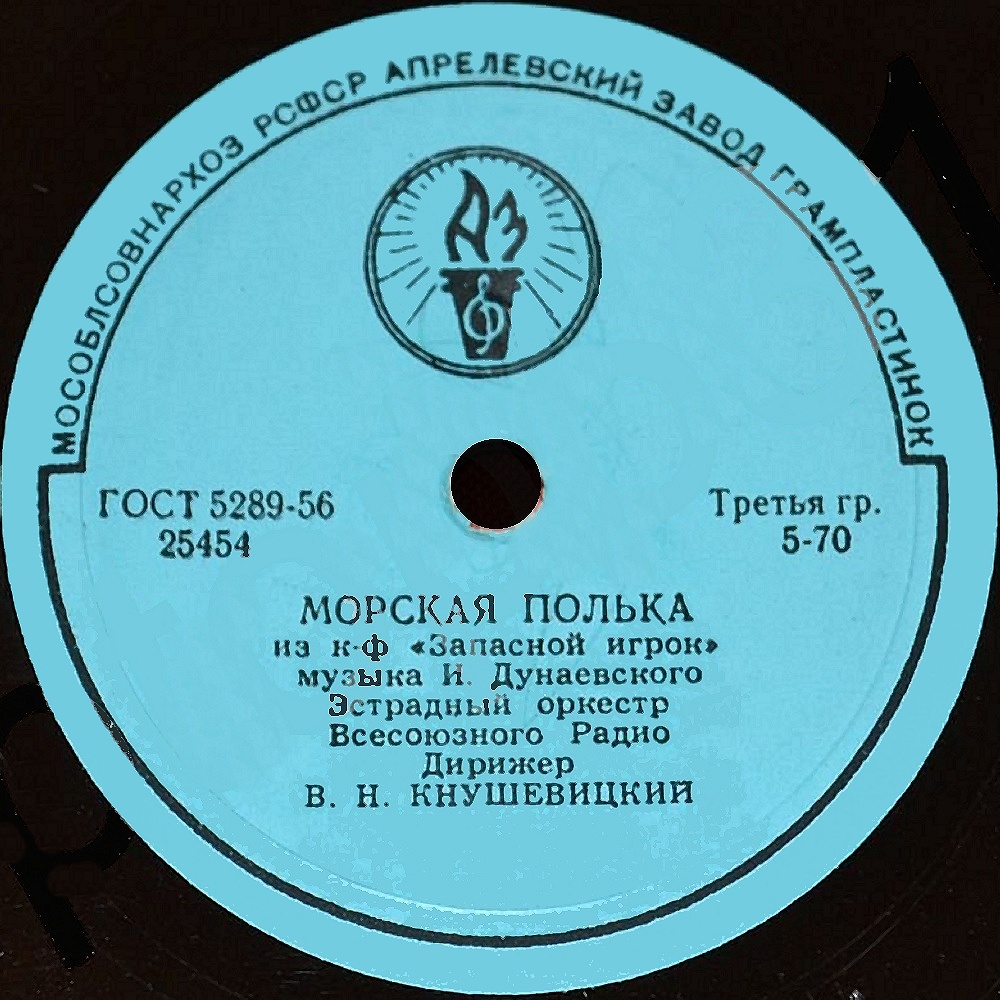 МОСОБЛСОВНАРХОЗ РСФСР АПРЕЛЕВСКИЙ ЗАВОД ГРАМПЛАСТИНОК
АЗ
ГОСТ 5289-56
25454
Третья гр.
5-70
МОРСКАЯ ПОЛЬКА
из к-ф «Запасной игрок»
музыка И. Дунаевского
Эстрадный оркестр
Всесоюзного Радио
Дирижер
В. Н. КНУШЕВИЦКИЙ